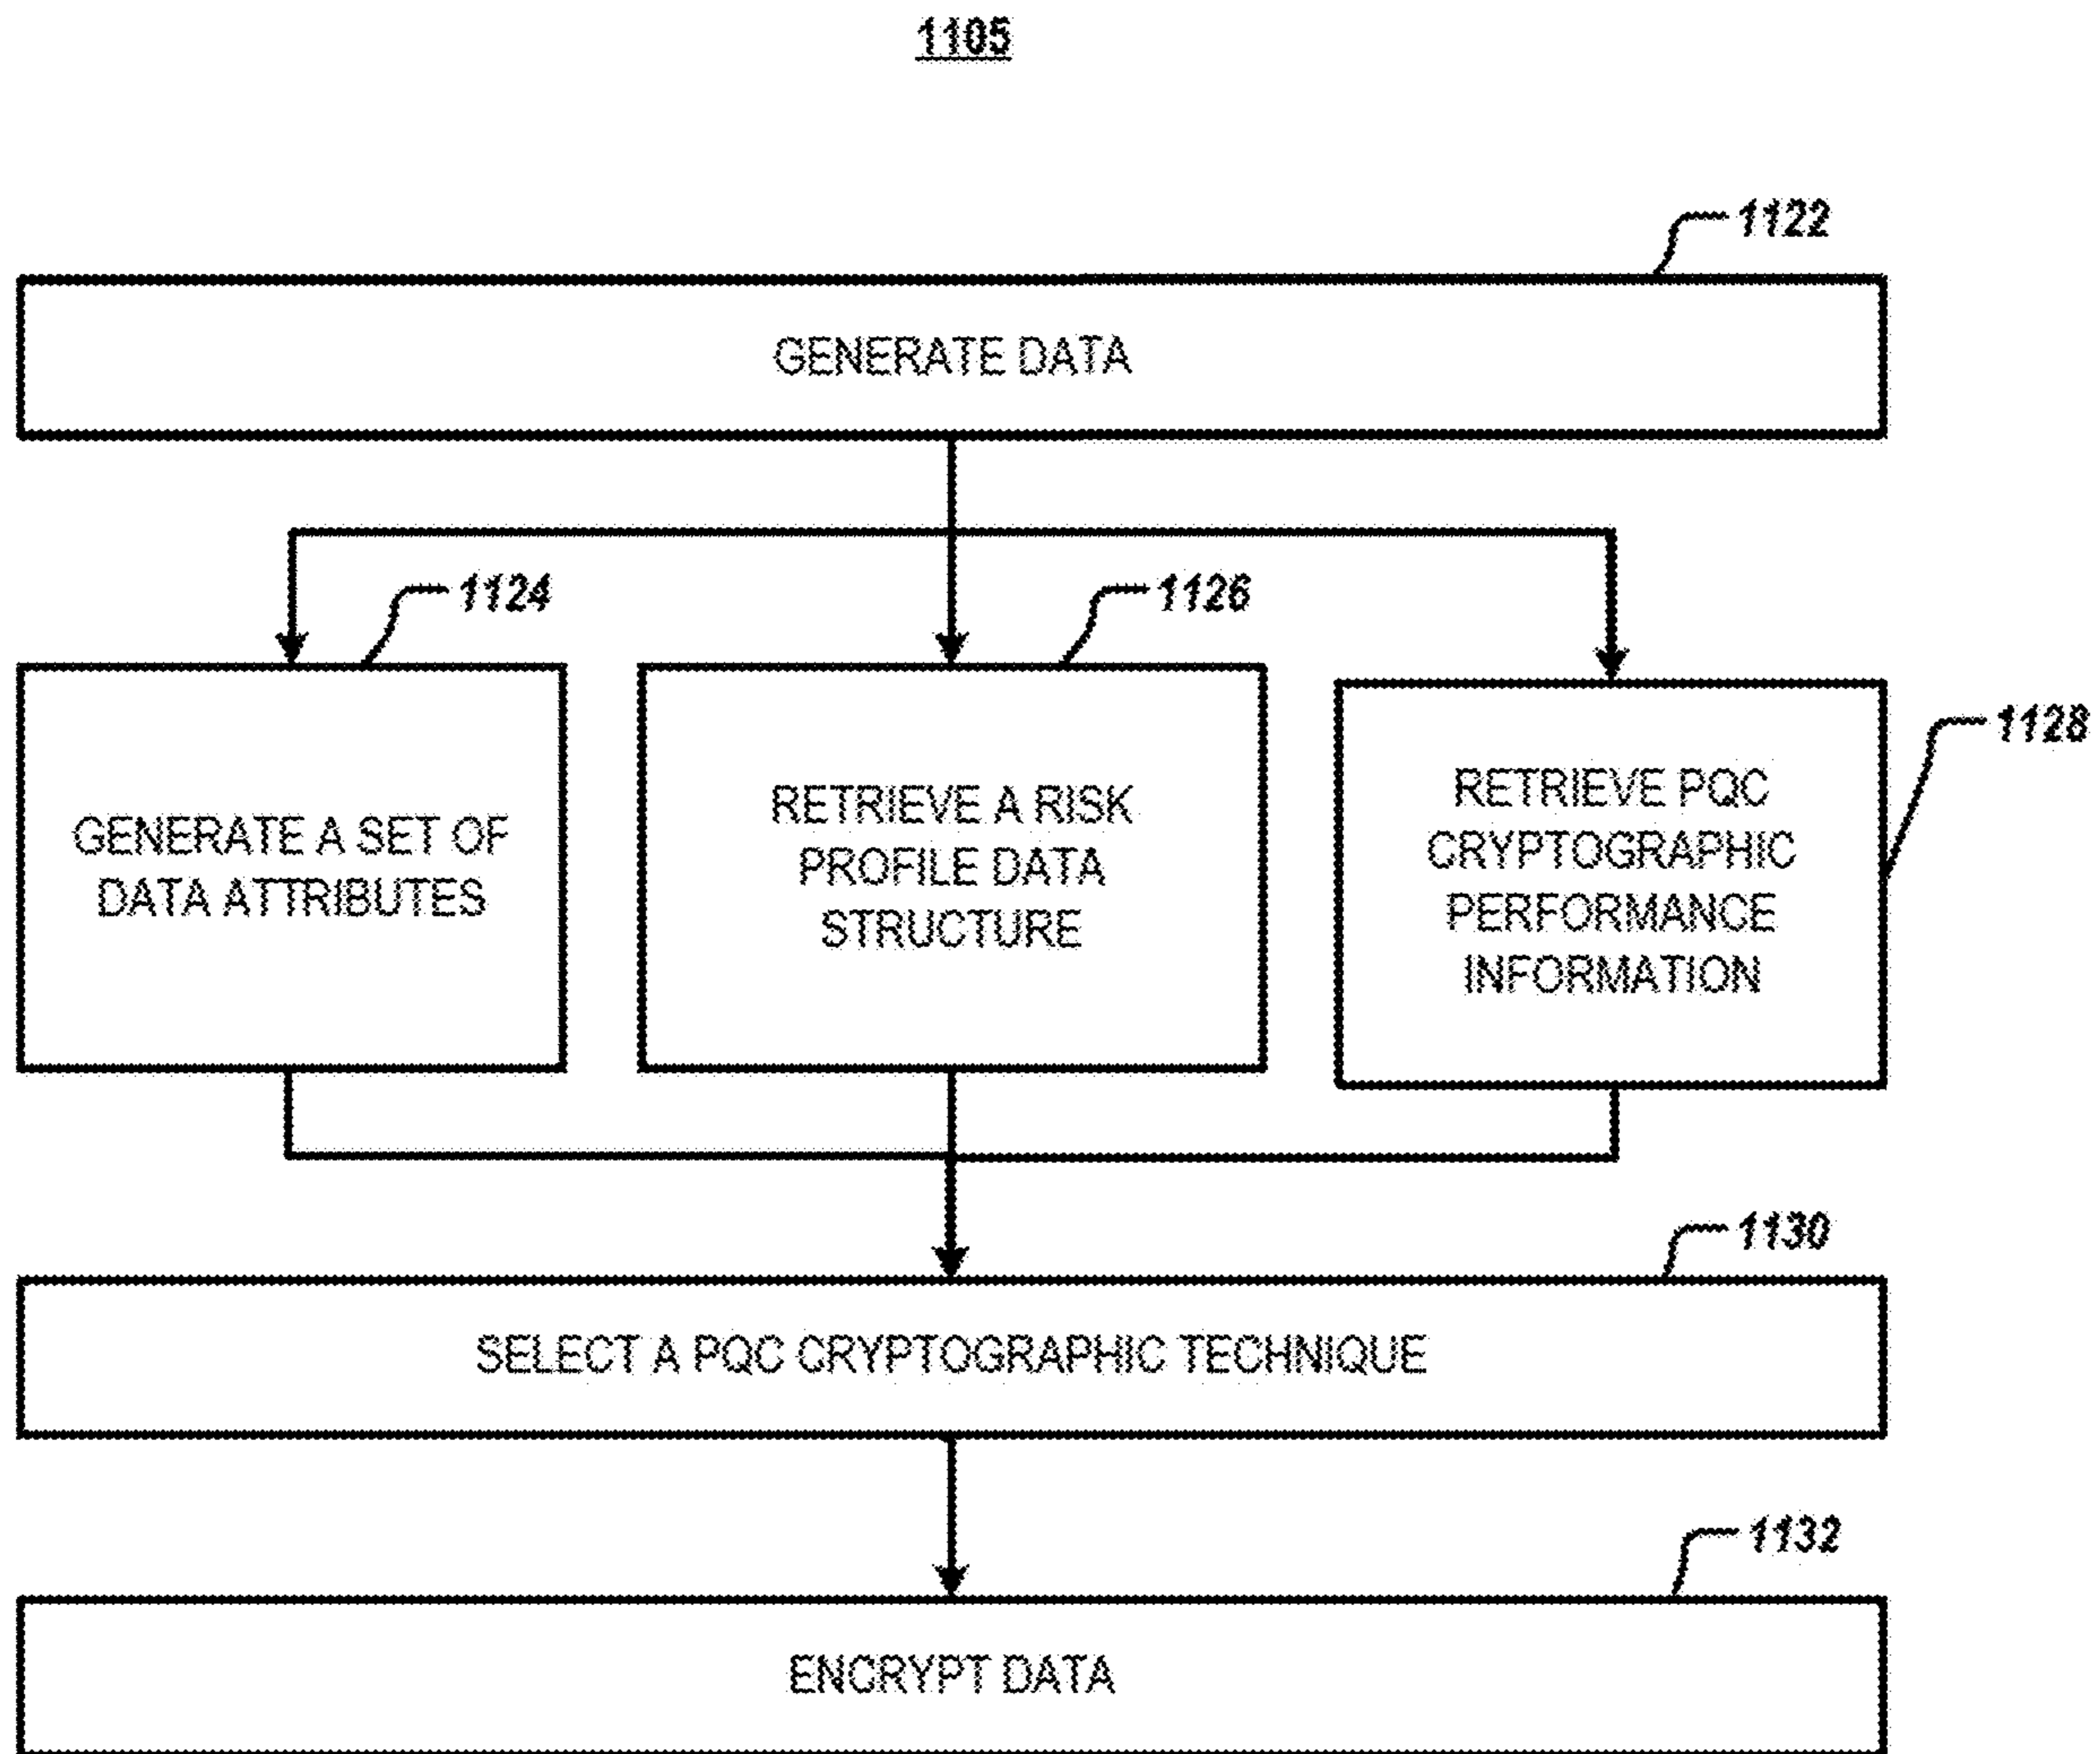 1105
1122
GENERATE DATA
1124
1126
1128
GENERATE A SET OF
DATA ATTRIBUTES
RETRIEVE A RISK
PROFILE DATA
STRUCTURE
RETRIEVE PQC
CRYPTOGRAPHIC
PERFORMANCE
INFORMATION
1130
SELECT A PQC CRYPTOGRAPHIC TECHNIQUE
1132
ENCRYPT DATA